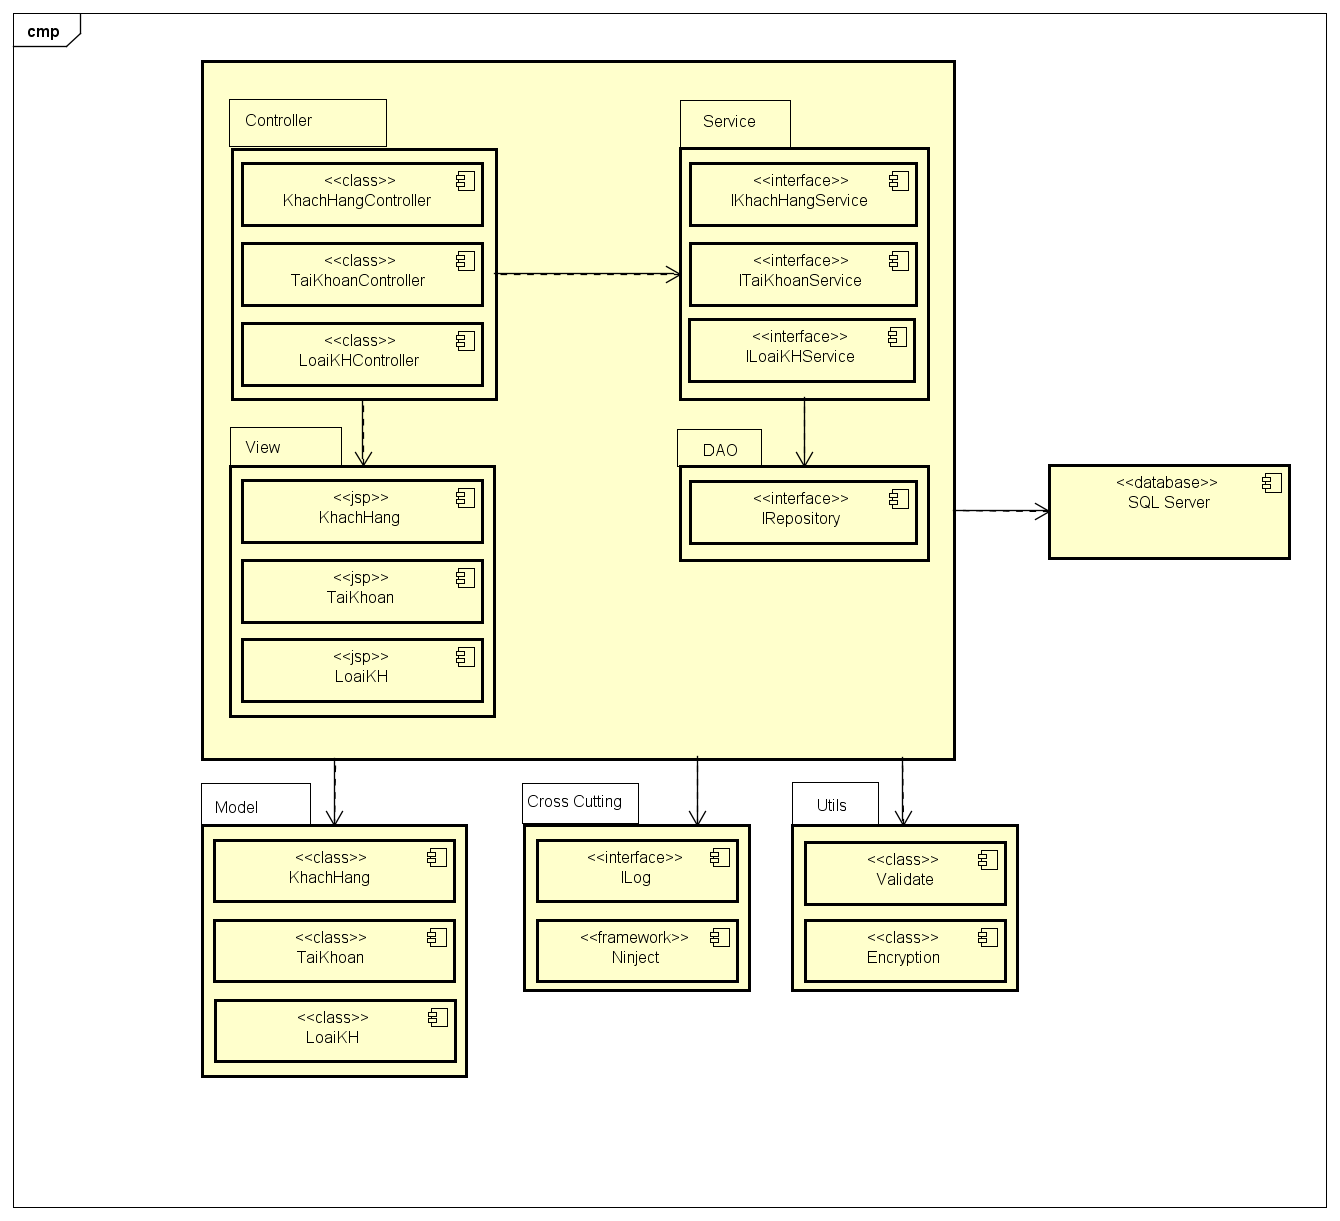 cmp
Controller
<<class>>
KhachHangController
<<class>>
TaiKhoanController
<<class>>
LoaiKHController
Service
<<interface>>
IKhachHangService
<<interface>>
ITaiKhoanService
<<interface>>
ILoaiKHService
View
<<jsp>>
KhachHang
<<jsp>>
TaiKhoan
<<jsp>>
LoaiKH
DAO
<<interface>>
IRepository
<<database>>
SQL Server
Model
<<class>>
KhachHang
<<class>>
TaiKhoan
<<class>>
LoaiKH
Cross Cutting
<<interface>>
ILog
<<framework>>
Ninject
Utils
<<class>>
Validate
<<class>>
Encryption